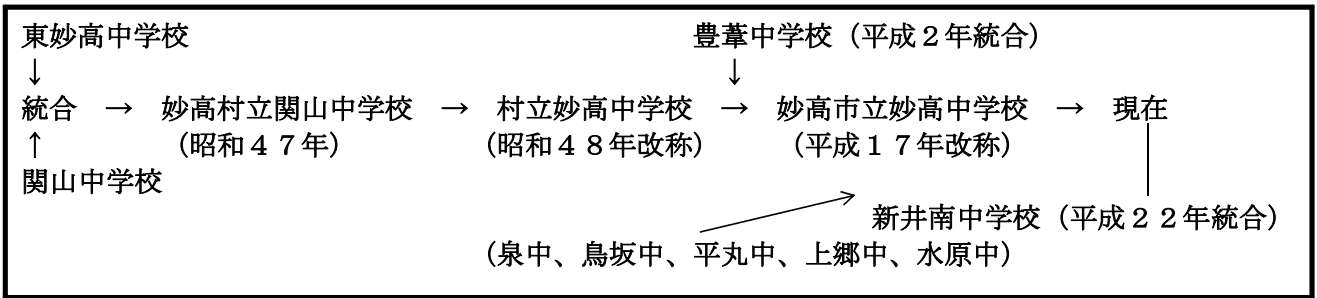 東妙高中学校　豊葦中学校（平成２年統合）
↓　↓
統合　→　妙高村立関山中学校　→　村立妙高中学校　→　妙高市立妙高中学校　→　現在
↑　（昭和４７年）　（昭和４８年改称）　（平成１７年改称）
関山中学校
新井南中学校（平成２２年統合）
（泉中、鳥坂中、平丸中、上郷中、水原中）